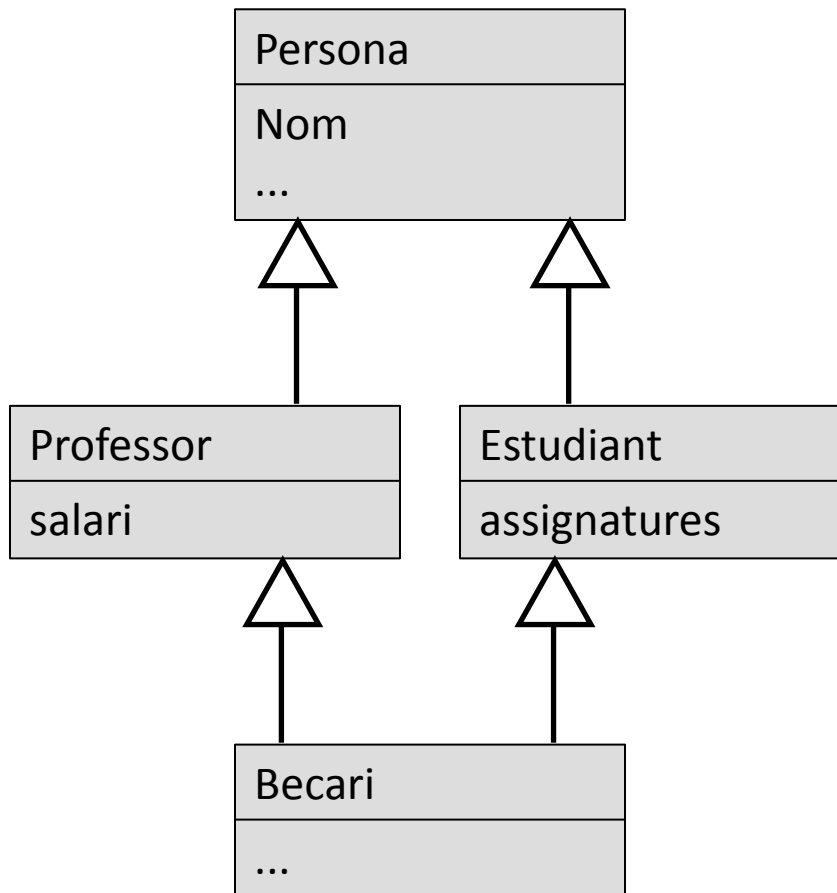 Persona
Nom
...
Professor
salari
Estudiant
assignatures
Becari
...